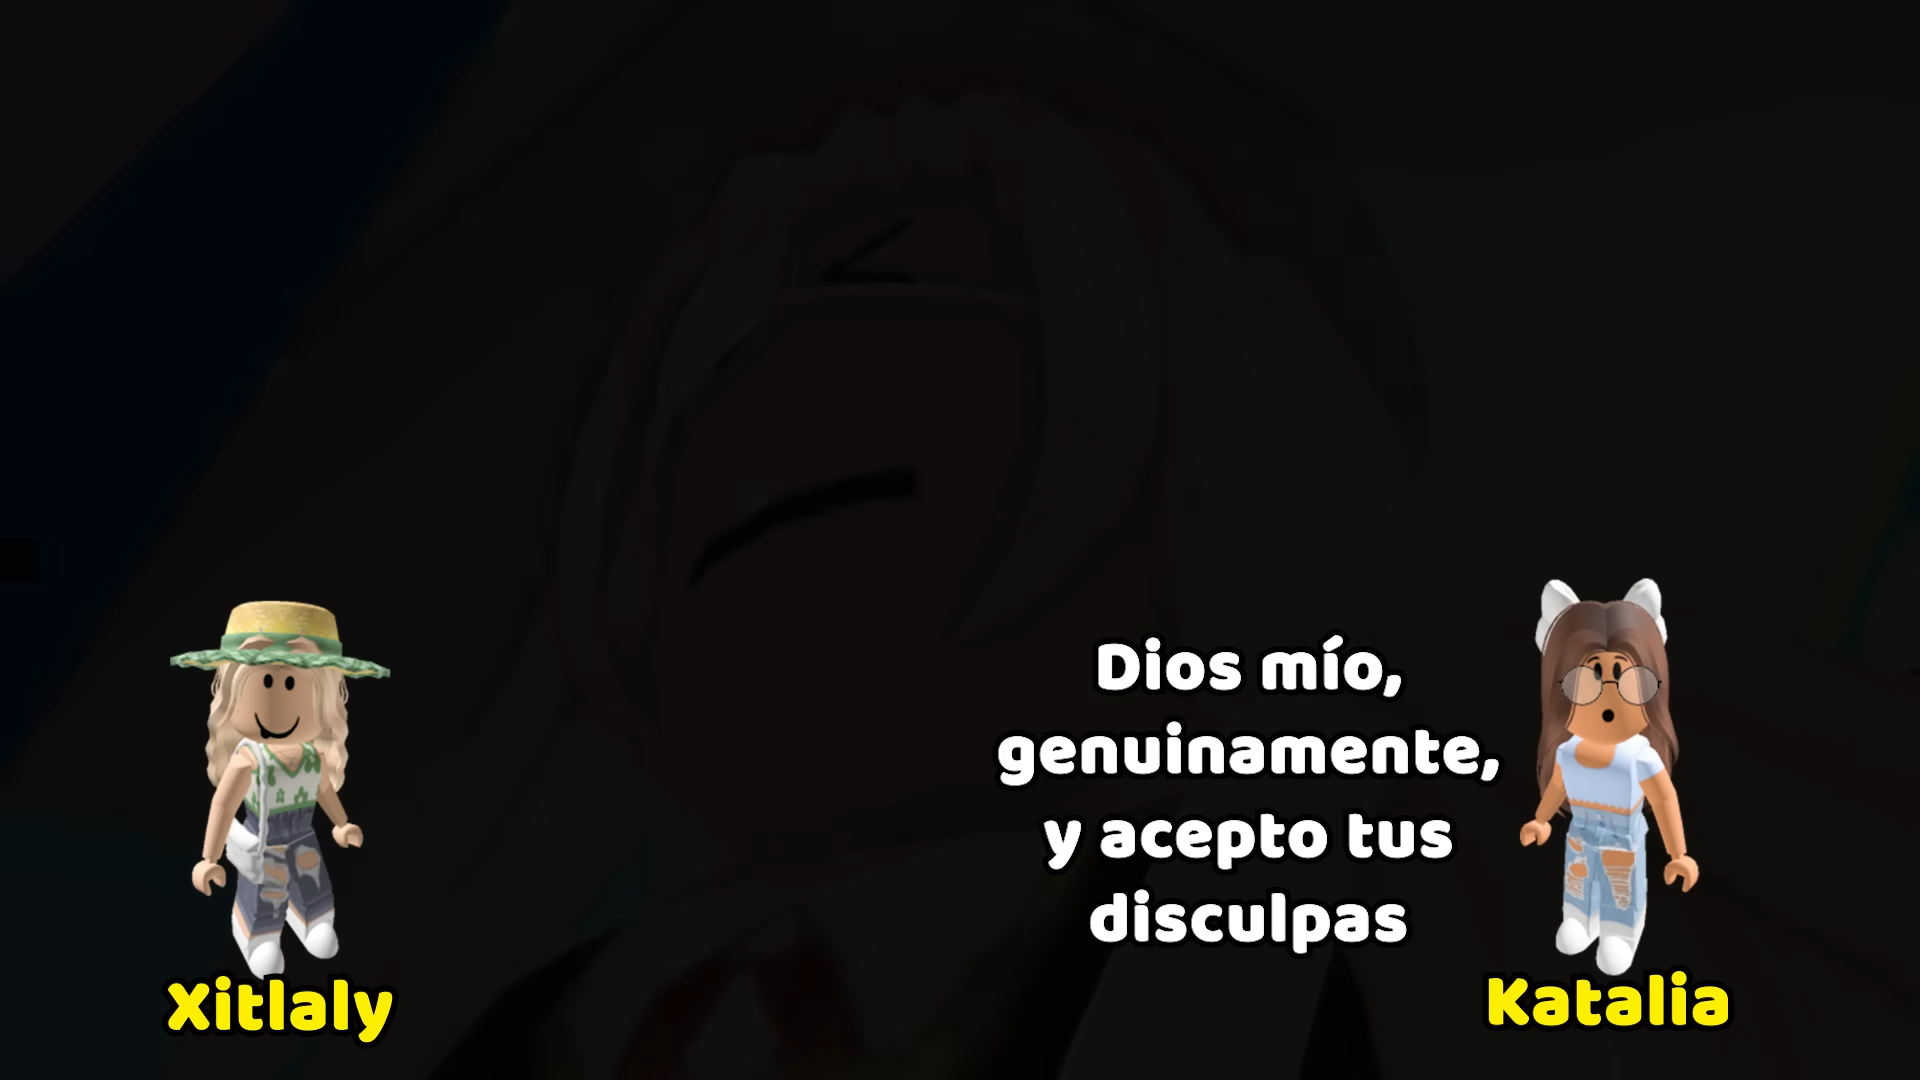 Dios mío,
genuinamente,
y acepto tus
disculpas
Xitlaly
Katalia